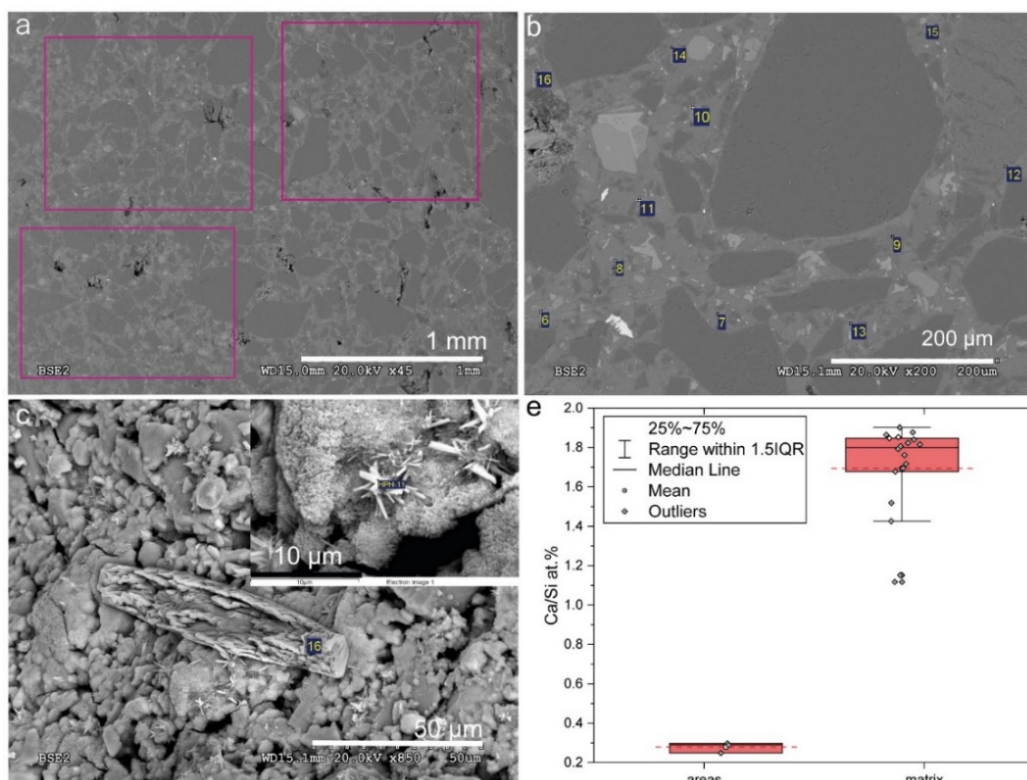 a
1 mm
BSE2 WD15.0mm 20.0kV x45 1mm
b
15
14
16
10
12
11
9
8
6
7
13
200 µm
BSE2 WD15.1mm 20.0kV x200 200um
c
10 µm
10µm Electron Image 1
16
50 µm
BSE2 WD15.1mm 20.0kV x850 50um
e
25%~75%
Range within 1.5IQR
Median Line
Mean
Outliers
Ca/Si at.%
2.0
1.8
1.6
1.4
1.2
1.0
0.8
0.6
0.4
0.2
areas matrix